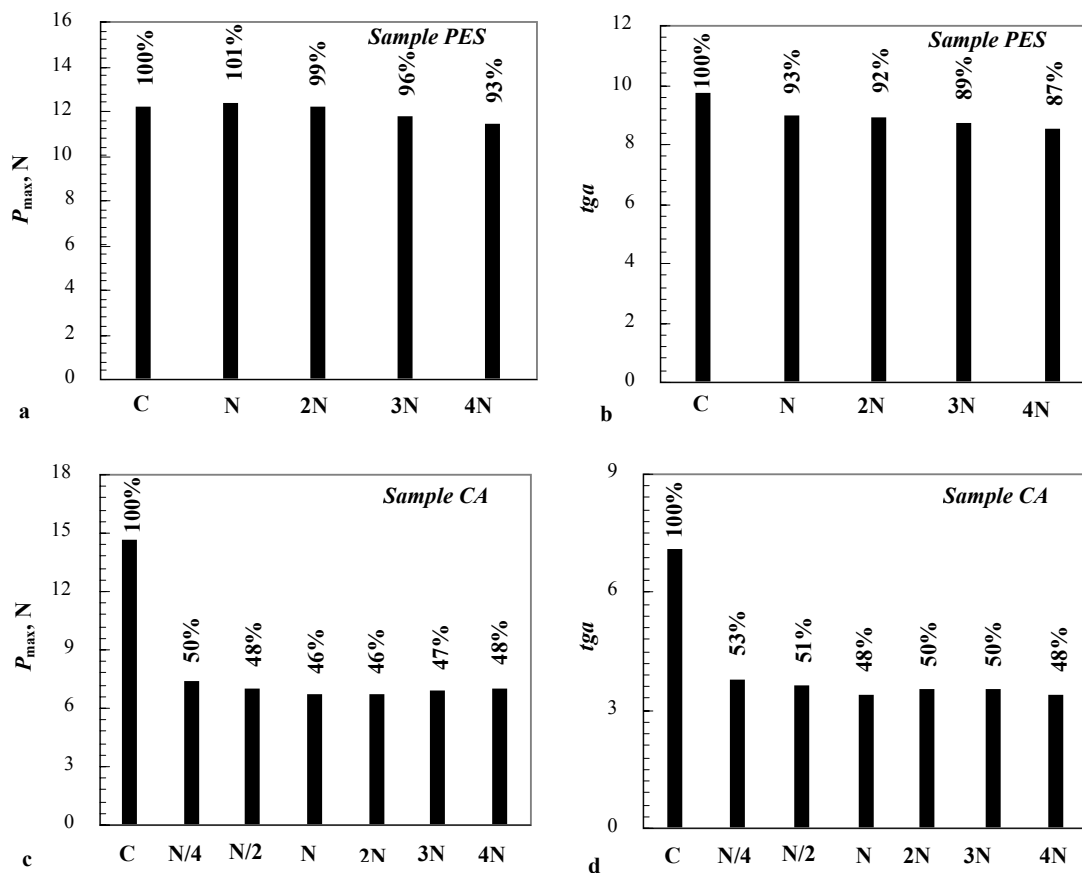 16
14
12
10
8
6
4
2
0
P_max, N
Sample PES
100%
101%
99%
96%
93%
C
N
2N
3N
4N
a
12
10
8
6
4
2
0
tga
Sample PES
100%
93%
92%
89%
87%
C
N
2N
3N
4N
b
18
15
12
9
6
3
0
P_max, N
Sample CA
100%
50%
48%
46%
46%
47%
48%
C
N/4
N/2
N
2N
3N
4N
c
9
6
3
0
tga
Sample CA
100%
53%
51%
48%
50%
50%
48%
C
N/4
N/2
N
2N
3N
4N
d